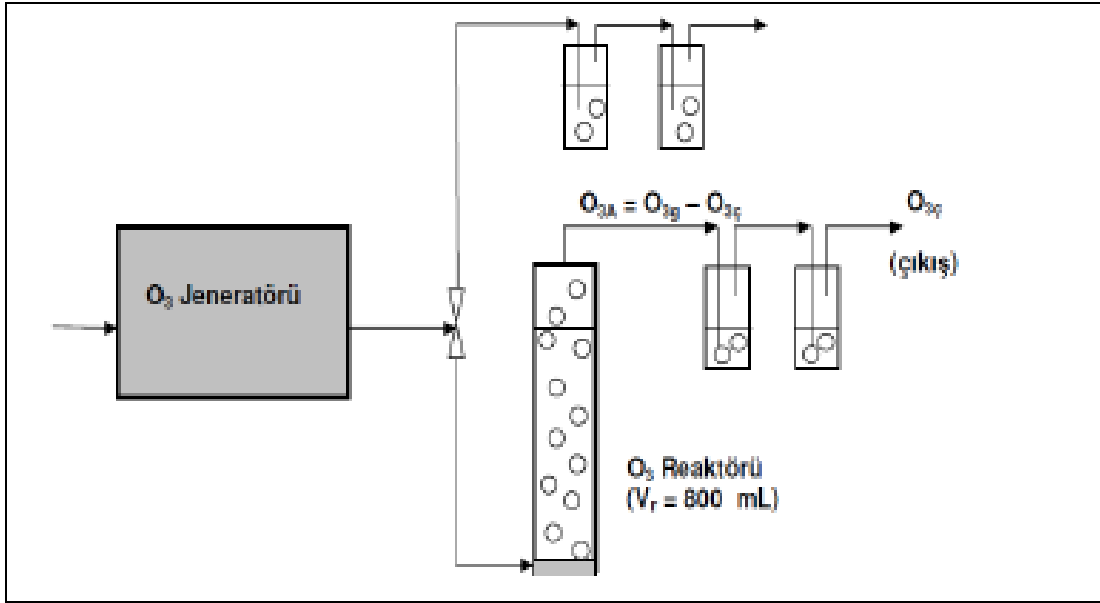 O₃A = O₃g – O₃ç
O₃ç
(çıkış)
O₃ Jeneratörü
O₃ Reaktörü
(Vᵣ = 800 mL)